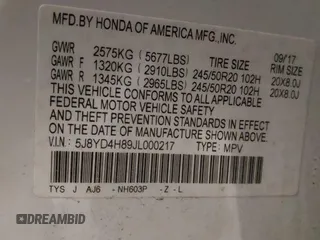 MFD.BY HONDA OF AMERICA MFG.,INC.
GVWR 2575KG (5677LBS) TIRE SIZE 09/17 RIM SIZE
GAWR F 1320KG (2910LBS) 245/50R20 102H 20X8.0J
GAWR R 1345KG (2965LBS) 245/50R20 102H 20X8.0J
THIS VEHICLE CONFORMS TO ALL APPLICABLE
FEDERAL MOTOR VEHICLE SAFETY
AND THEFT PREVENTION STANDARDS IN EFFECT ON
THE DATE OF MANUFACTURE SHOWN ABOVE.
V.I.N: 5J8YD4H89JL000217 TYPE: MPV
TYS J AJ6 - NH603P - Z - L
DREAMBID